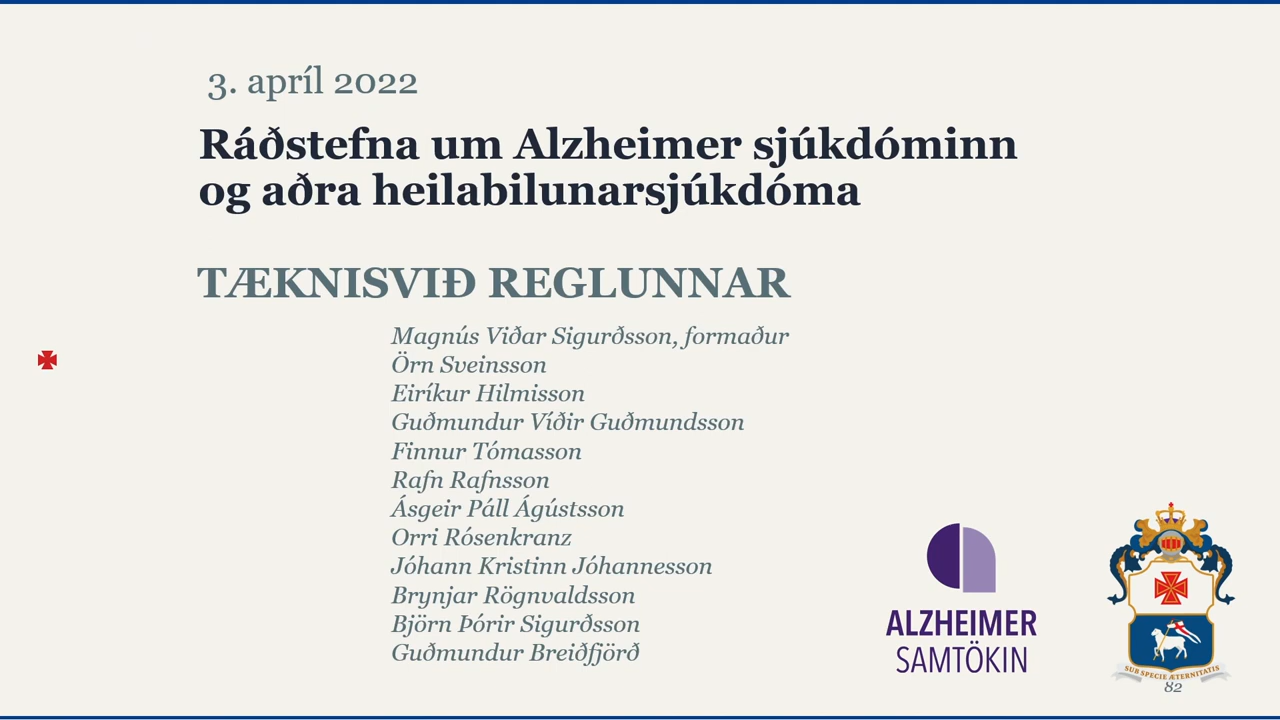 3. apríl 2022
Ráðstefna um Alzheimer sjúkdóminn
og aðra heilabilunarsjúkdóma
TÆKNISVIÐ REGLUNNAR
Magnús Viðar Sigurðsson, formaður
Örn Sveinsson
Eiríkur Hilmisson
Guðmundur Víðir Guðmundsson
Finnur Tómasson
Rafn Rafnsson
Ásgeir Páll Ágústsson
Orri Rósenkranz
Jóhann Kristinn Jóhannesson
Brynjar Rögnvaldsson
Björn Þórir Sigurðsson
Guðmundur Breiðfjörð
ALZHEIMER
SAMTÖKIN
SUB SPECIE ÆTERNITATIS
82